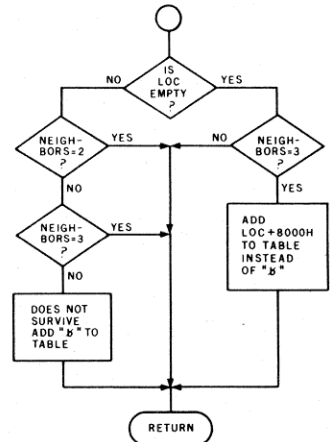 IS
LOC
EMPTY
?
NO
YES
NEIGH-
BORS=2
?
YES
NO
NEIGH-
BORS=3
?
NO
YES
NEIGH-
BORS=3
?
YES
NO
ADD
LOC+8000H
TO TABLE
INSTEAD
OF "ƀ"
DOES NOT
SURVIVE
ADD "ƀ" TO
TABLE
RETURN